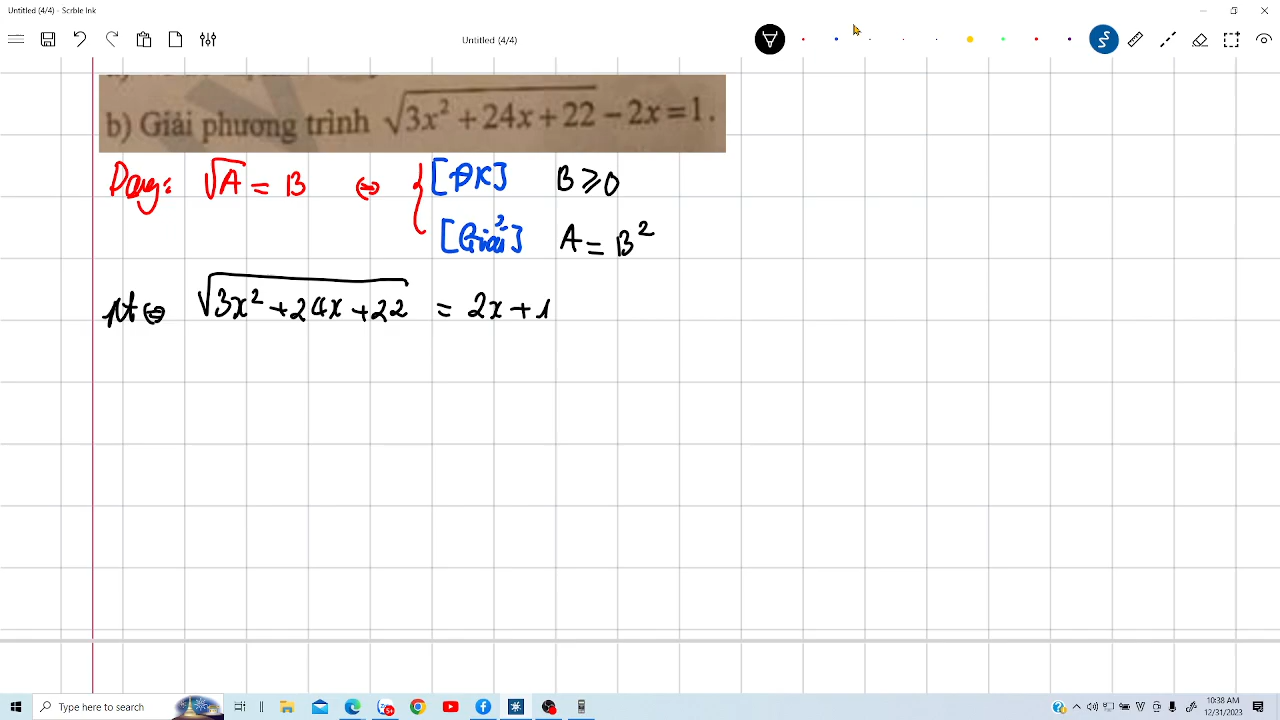 Untitled (4/4) - Scrble Ink
Untitled (4/4)
b) Giải phương trình √(3x² + 24x + 22) − 2x = 1.
Dạng: √A = B ⇔ { [ĐK] B ⩾ 0
[Giải] A = B²
pt ⇔ √(3x² + 24x + 22) = 2x + 1
Type here to search
10:38 AM
12/31/2023